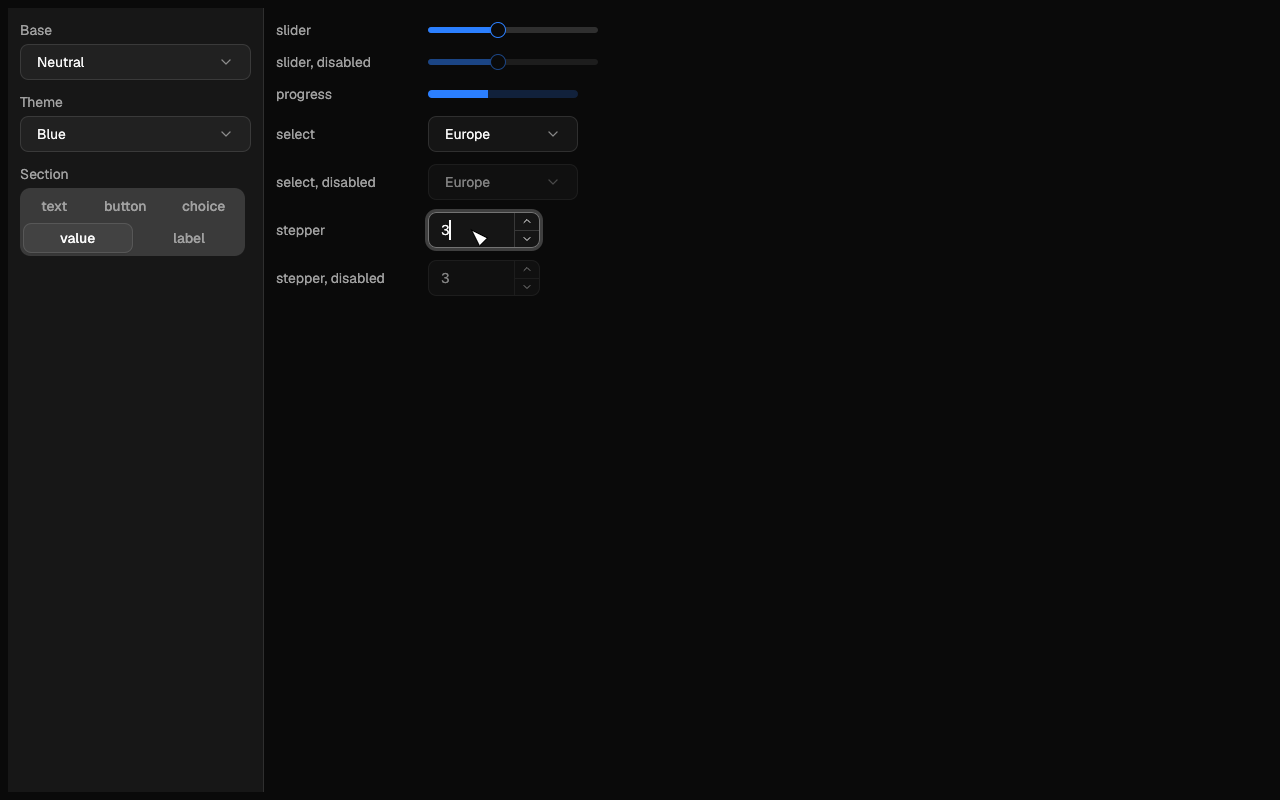 Base
Neutral
Theme
Blue
Section
text button choice
value label
slider
slider, disabled
progress
select Europe
select, disabled Europe
stepper 3
stepper, disabled 3